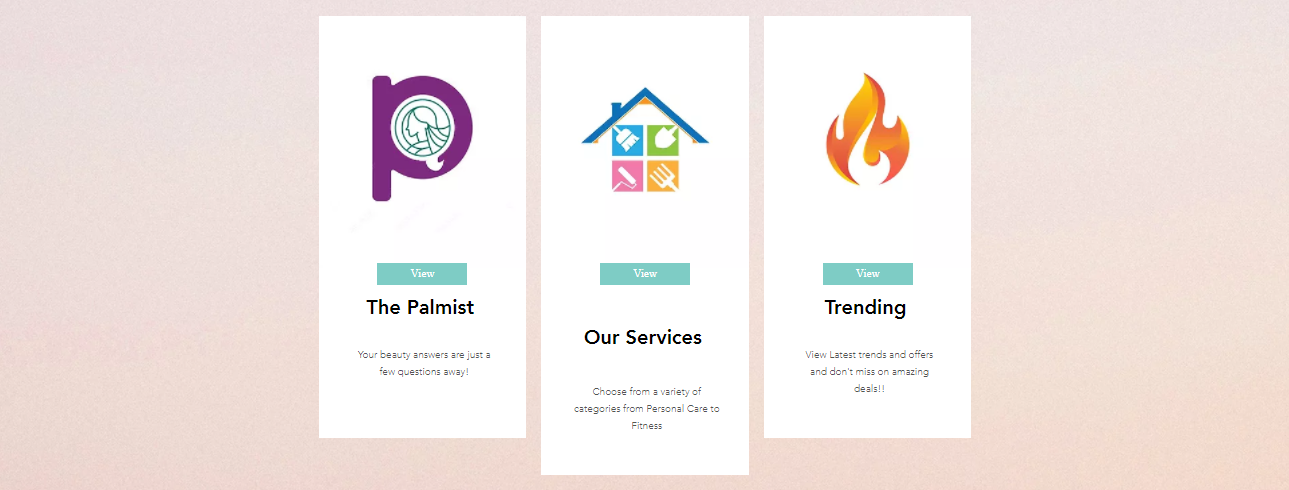 View
The Palmist
Your beauty answers are just a
few questions away!
View
Our Services
Choose from a variety of
categories from Personal Care to
Fitness
View
Trending
View Latest trends and offers
and don't miss on amazing
deals!!